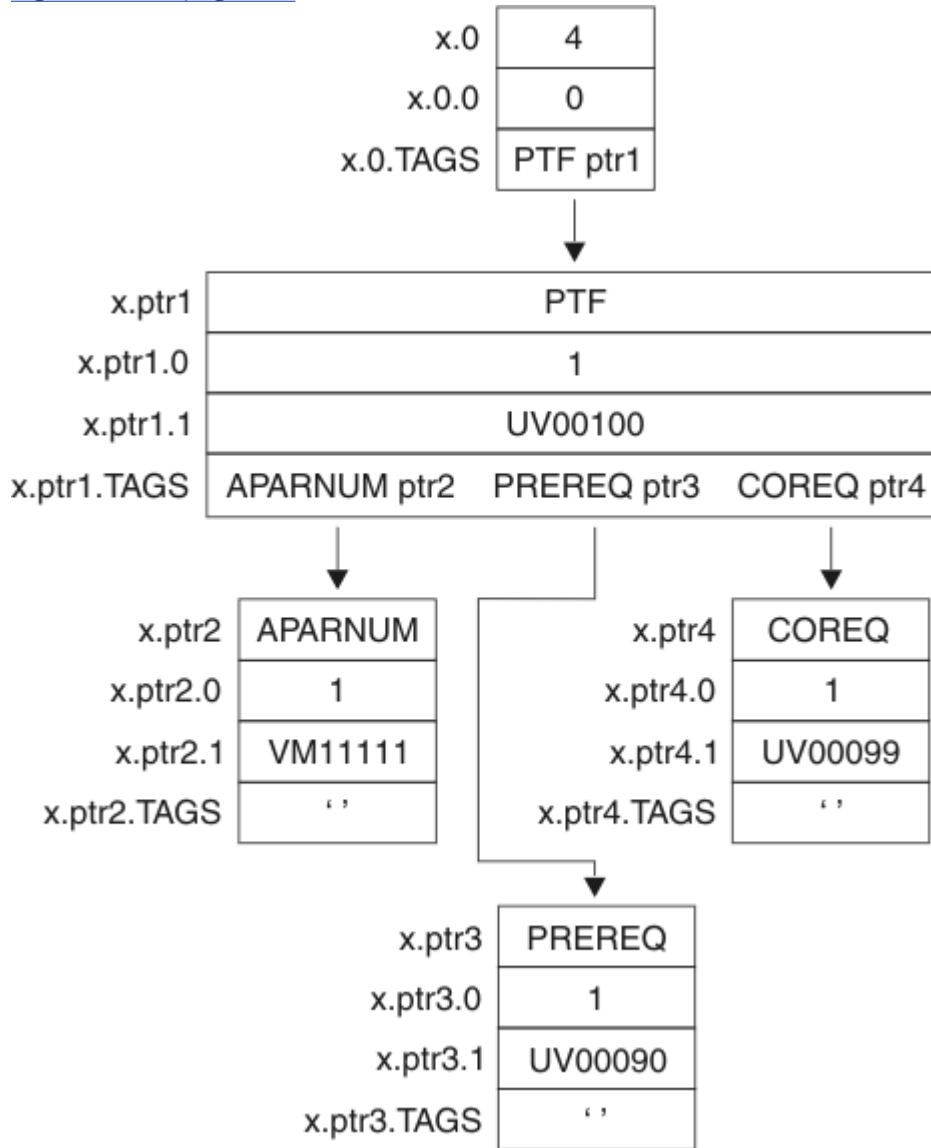 x.0 4
x.0.0 0
x.0.TAGS PTF ptr1
x.ptr1 PTF
x.ptr1.0 1
x.ptr1.1 UV00100
x.ptr1.TAGS APARNUM ptr2 PREREQ ptr3 COREQ ptr4
x.ptr2 APARNUM
x.ptr2.0 1
x.ptr2.1 VM11111
x.ptr2.TAGS ‘ ’
x.ptr4 COREQ
x.ptr4.0 1
x.ptr4.1 UV00099
x.ptr4.TAGS ‘ ’
x.ptr3 PREREQ
x.ptr3.0 1
x.ptr3.1 UV00090
x.ptr3.TAGS ‘ ’